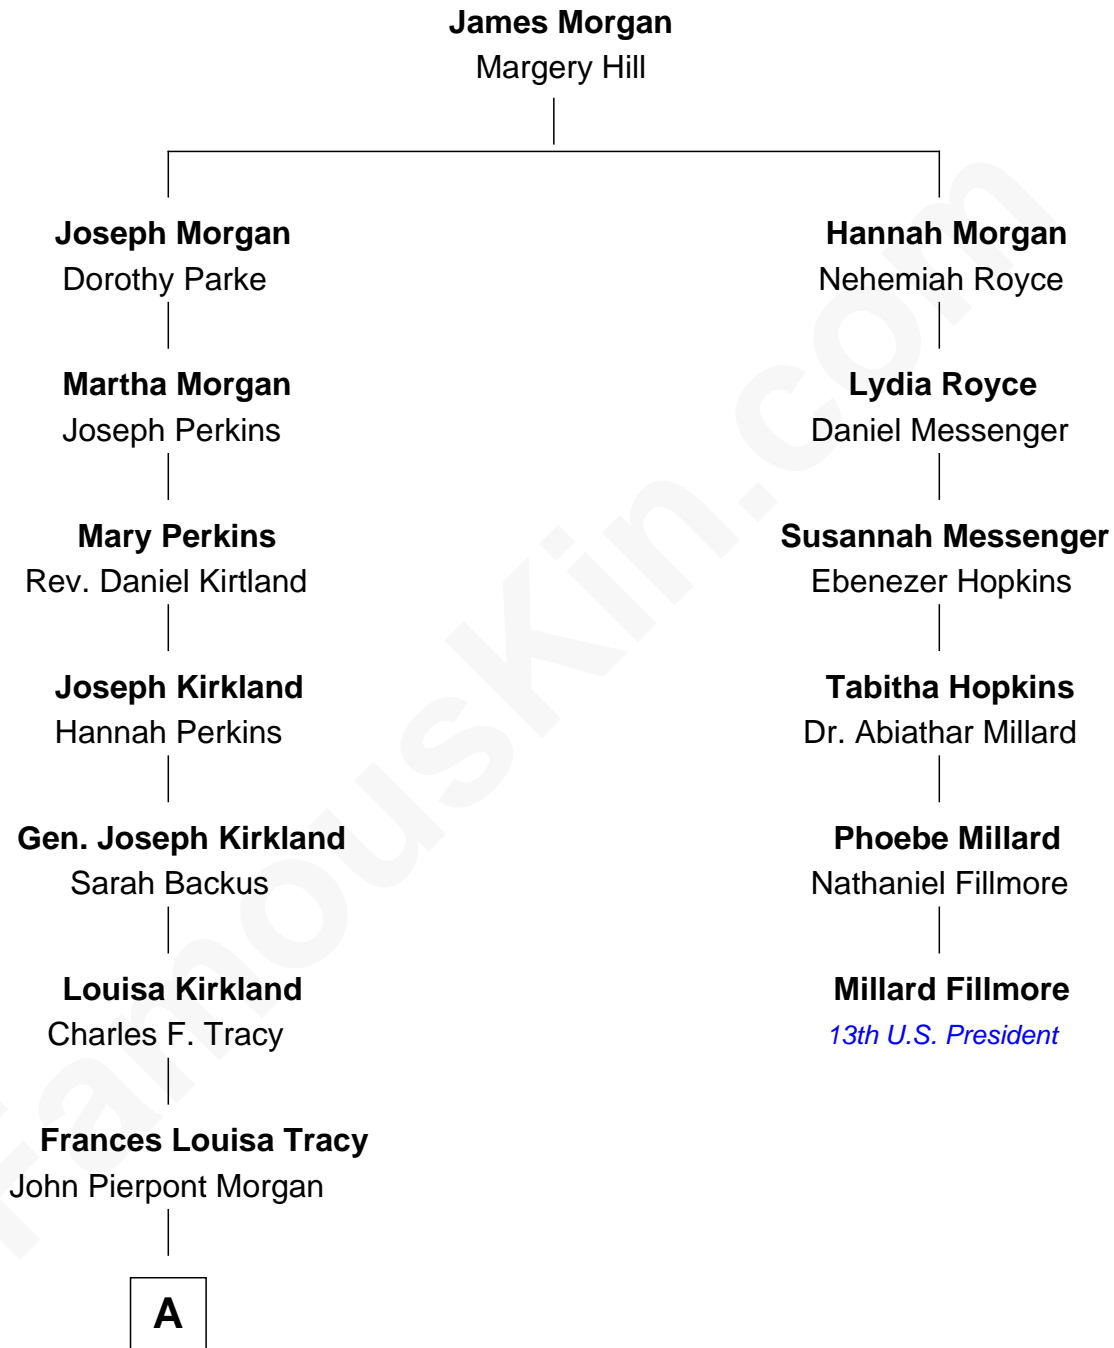 James Morgan
Margery Hill
Joseph Morgan
Dorothy Parke
Hannah Morgan
Nehemiah Royce
Martha Morgan
Joseph Perkins
Lydia Royce
Daniel Messenger
Mary Perkins
Rev. Daniel Kirtland
Susannah Messenger
Ebenezer Hopkins
Joseph Kirkland
Hannah Perkins
Tabitha Hopkins
Dr. Abiathar Millard
Gen. Joseph Kirkland
Sarah Backus
Phoebe Millard
Nathaniel Fillmore
Louisa Kirkland
Charles F. Tracy
Millard Fillmore
13th U.S. President
Frances Louisa Tracy
John Pierpont Morgan
A
FamousKin.com